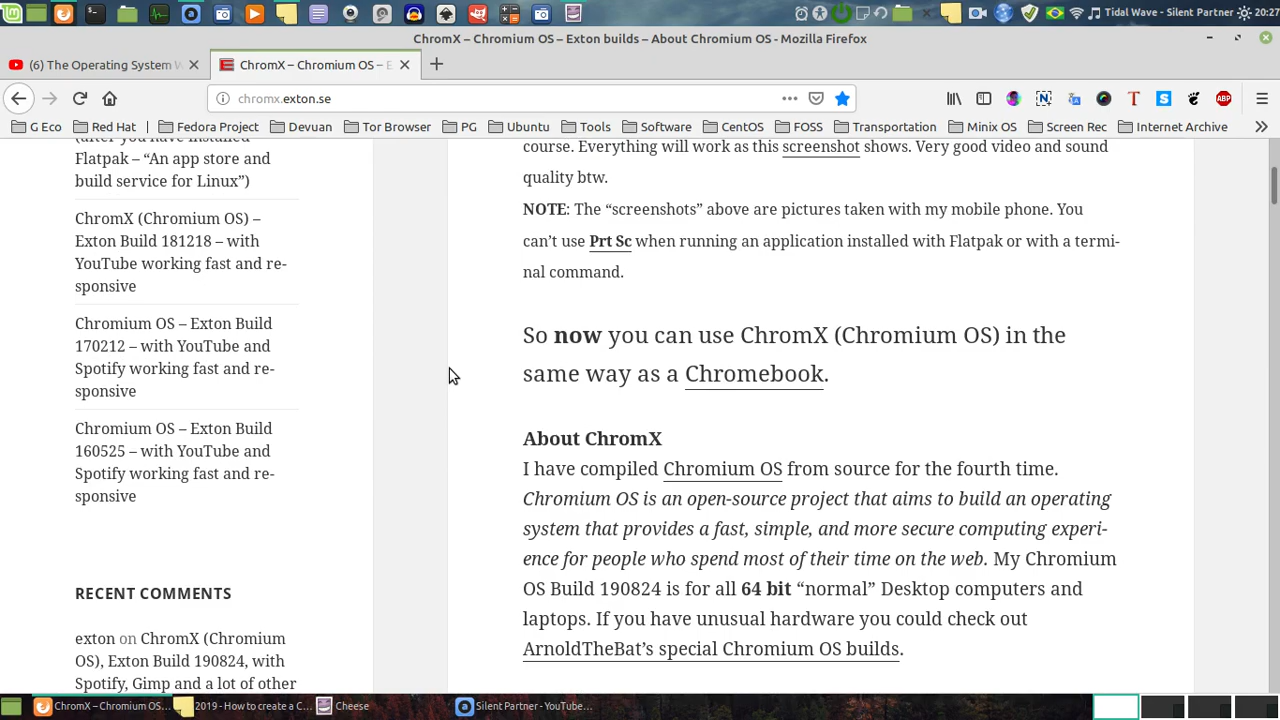 Tidal Wave - Silent Partner
20:27
ChromX – Chromium OS – Exton builds – About Chromium OS - Mozilla Firefox
(6) The Operating System
ChromX – Chromium OS – E
chromx.exton.se
G Eco
Red Hat
Fedora Project
Devuan
Tor Browser
PG
Ubuntu
Tools
Software
CentOS
FOSS
Transportation
Minix OS
Screen Rec
Internet Archive
(after you have installed
Flatpak – “An app store and
build service for Linux”)
ChromX (Chromium OS) –
Exton Build 181218 – with
YouTube working fast and re-
sponsive
Chromium OS – Exton Build
170212 – with YouTube and
Spotify working fast and re-
sponsive
Chromium OS – Exton Build
160525 – with YouTube and
Spotify working fast and re-
sponsive
RECENT COMMENTS
exton on ChromX (Chromium
OS), Exton Build 190824, with
Spotify, Gimp and a lot of other
course. Everything will work as this screenshot shows. Very good video and sound
quality btw.
NOTE: The “screenshots” above are pictures taken with my mobile phone. You
can’t use Prt Sc when running an application installed with Flatpak or with a termi-
nal command.
So now you can use ChromX (Chromium OS) in the
same way as a Chromebook.
About ChromX
I have compiled Chromium OS from source for the fourth time.
Chromium OS is an open-source project that aims to build an operating
system that provides a fast, simple, and more secure computing experi-
ence for people who spend most of their time on the web. My Chromium
OS Build 190824 is for all 64 bit “normal” Desktop computers and
laptops. If you have unusual hardware you could check out
ArnoldTheBat’s special Chromium OS builds.
ChromX – Chromium OS...
2019 - How to create a C...
Cheese
Silent Partner - YouTube...